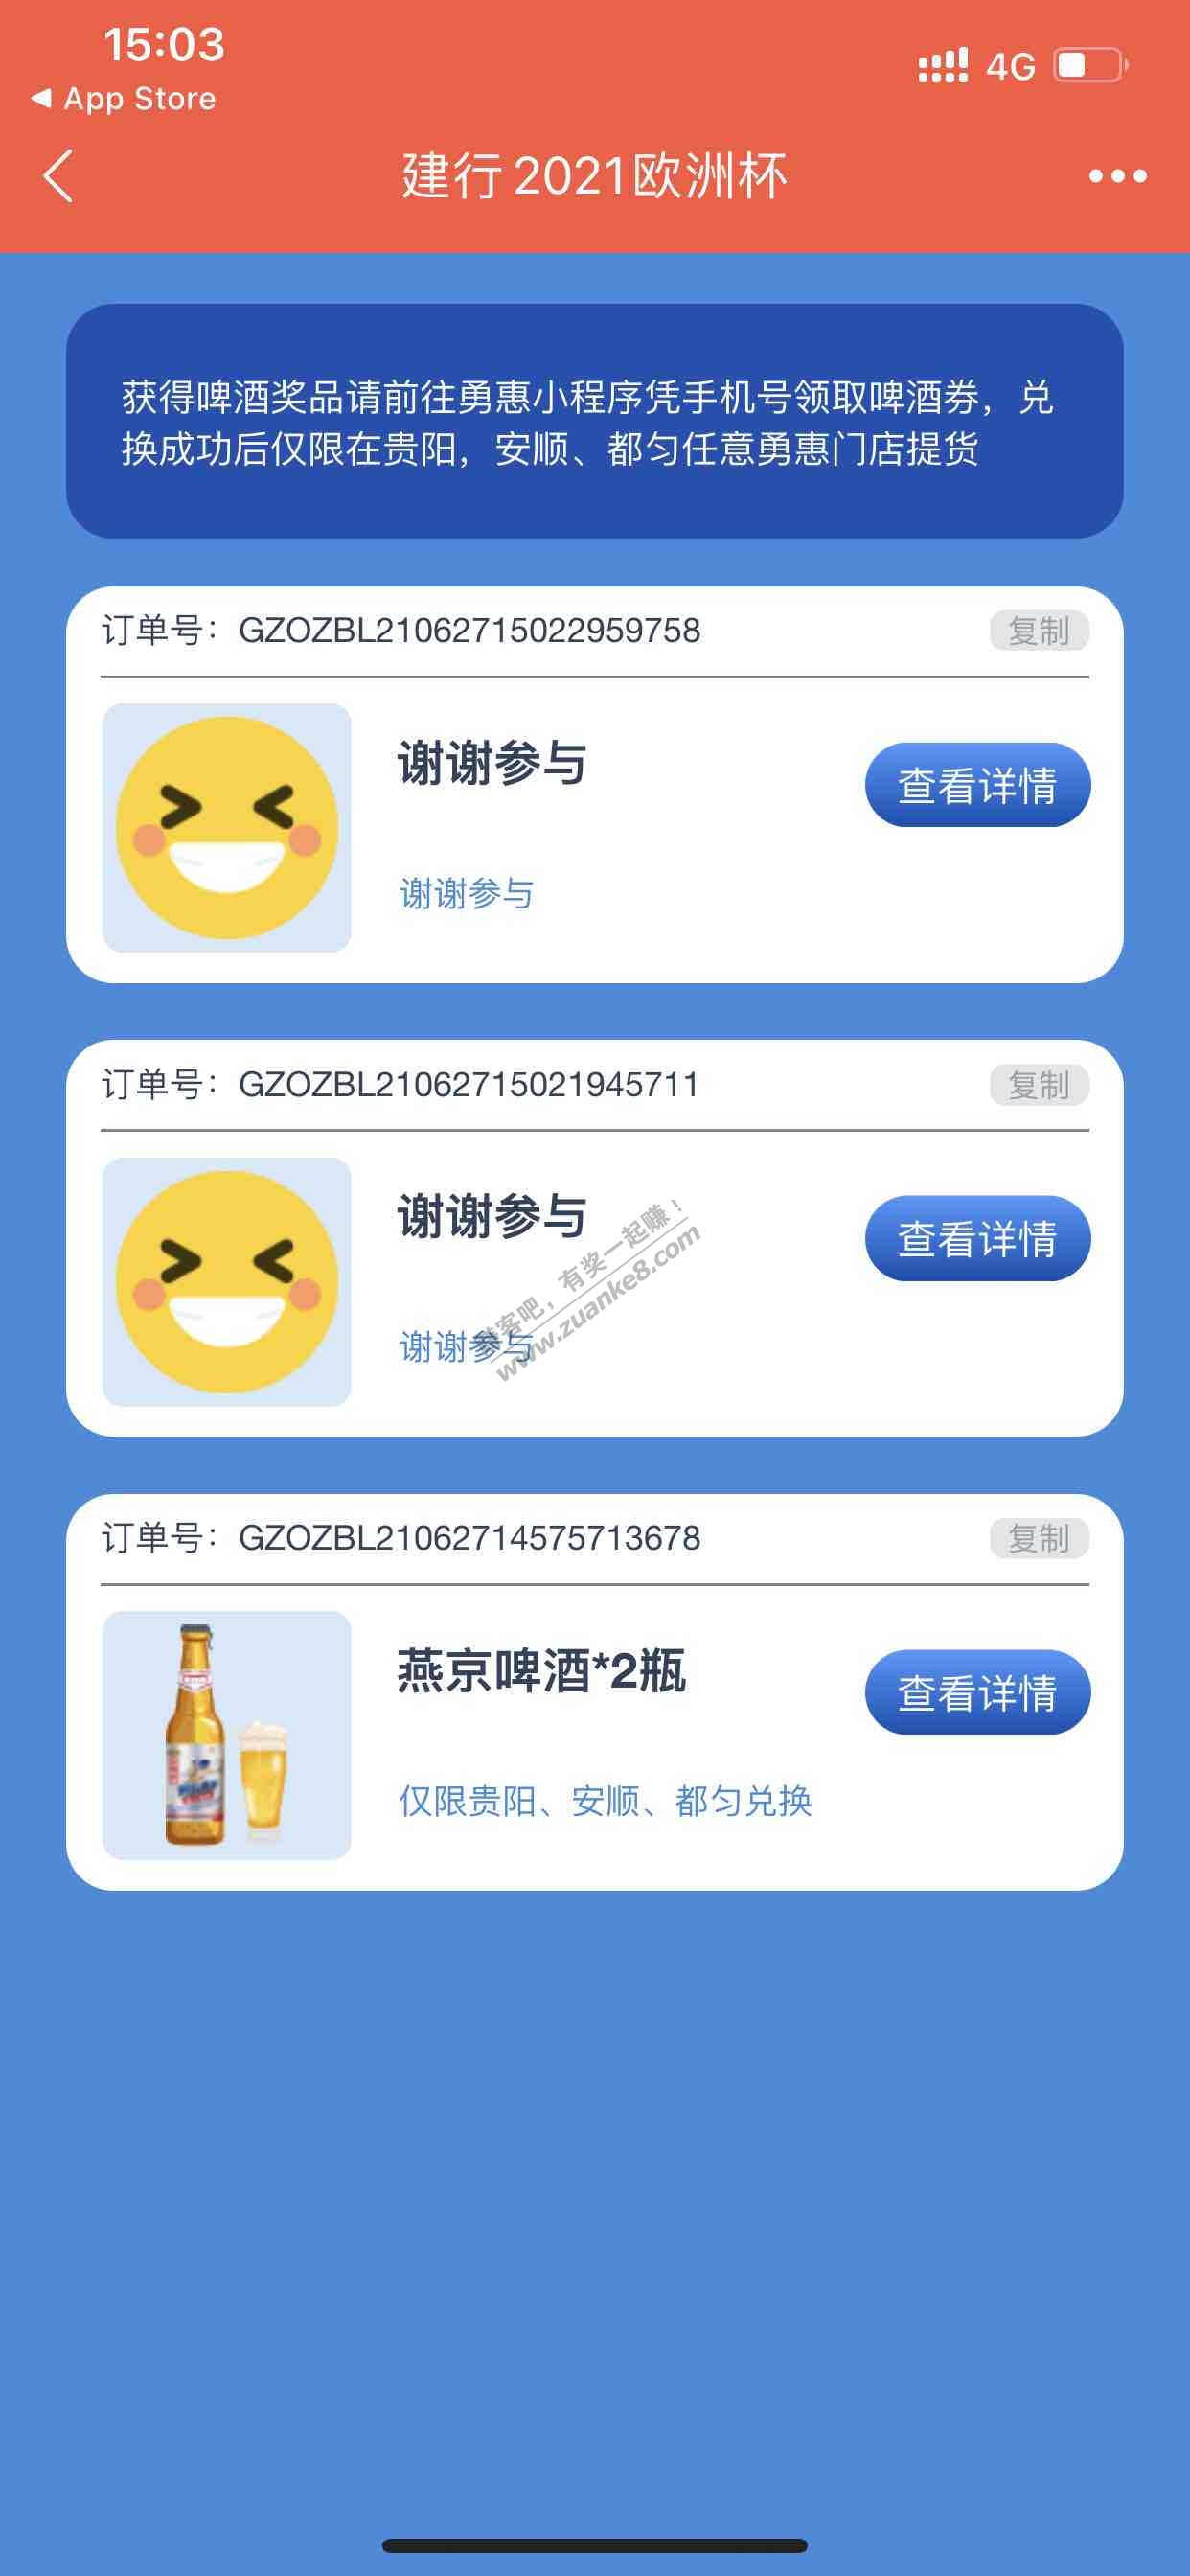 15:03
4G
App Store
建行2021欧洲杯
获得啤酒奖品请前往勇惠小程序凭手机号领取啤酒券，兑
换成功后仅限在贵阳，安顺、都匀任意勇惠门店提货
订单号：GZOZBL21062715022959758
复制
谢谢参与
查看详情
谢谢参与
订单号：GZOZBL21062715021945711
复制
谢谢参与
查看详情
谢谢参与
赚客吧，有奖一起赚！
www.zuanke8.com
订单号：GZOZBL21062714575713678
复制
燕京啤酒*2瓶
查看详情
仅限贵阳、安顺、都匀兑换